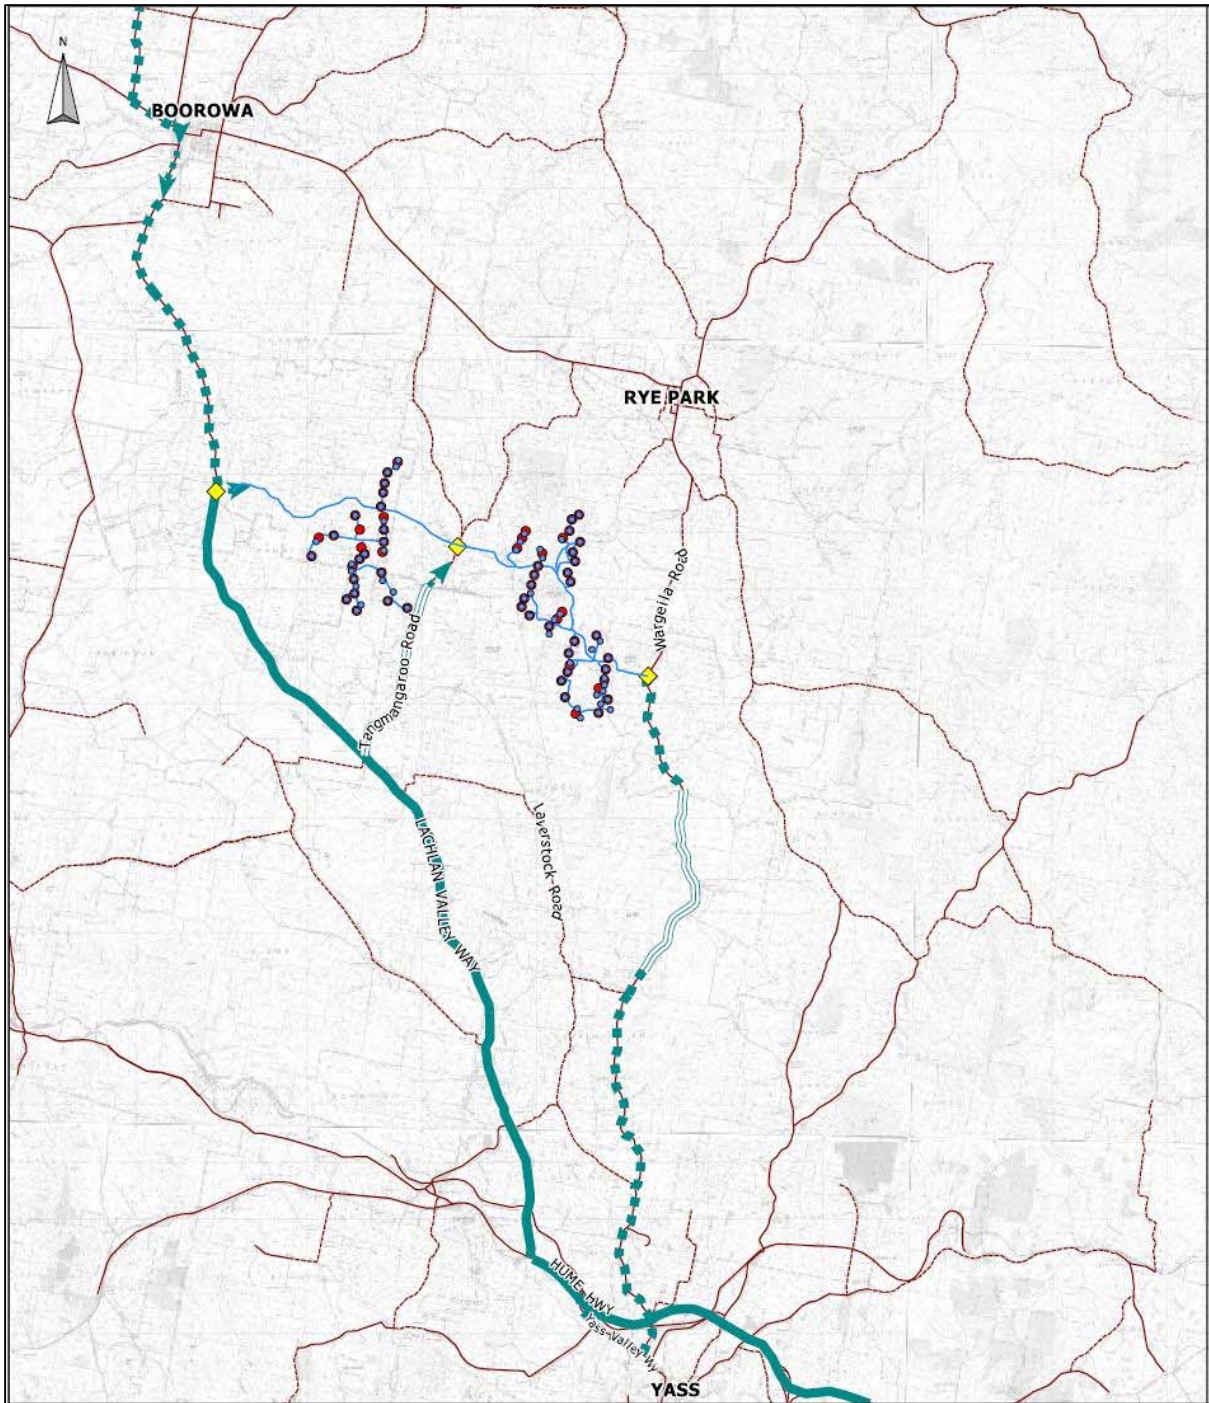 N
BOOROWA
RYE PARK
Wargeila Road
Tangmangaroo Road
Laverstock Road
LACHLAN VALLEY WAY
HUME HWY
Yass Valley Wy
YASS